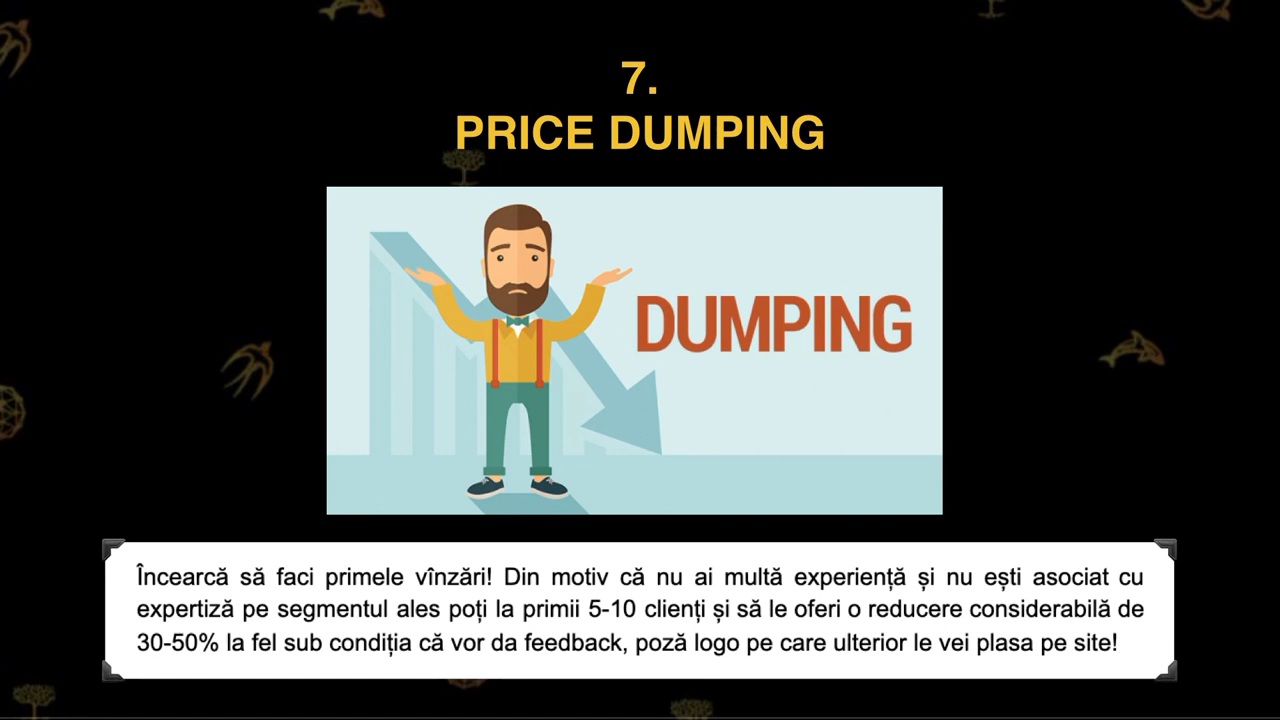 7.
PRICE DUMPING
DUMPING
Încearcă să faci primele vînzări! Din motiv că nu ai multă experiență și nu ești asociat cu
expertiză pe segmentul ales poți la primii 5-10 clienți și să le oferi o reducere considerabilă de
30-50% la fel sub condiția că vor da feedback, poză logo pe care ulterior le vei plasa pe site!